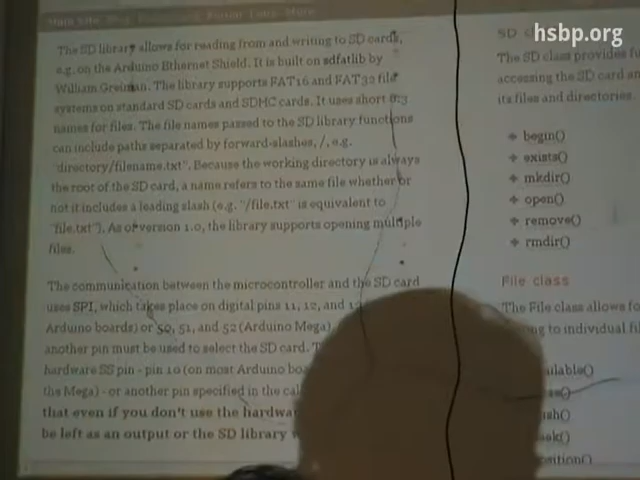 hsbp.org
Main Site
The SD library allows for reading from and writing to SD cards,
e.g. on the Arduino Ethernet Shield. It is built on sdfatlib by
William Greiman. The library supports FAT16 and FAT32 file
systems on standard SD cards and SDHC cards. It uses short 8.3
names for files. The file names passed to the SD library functions
can include paths separated by forward-slashes, /, e.g.
"directory/filename.txt". Because the working directory is always
the root of the SD card, a name refers to the same file whether or
not it includes a leading slash (e.g. "/file.txt" is equivalent to
"file.txt"). As of version 1.0, the library supports opening multiple
files.
The communication between the microcontroller and the SD card
uses SPI, which takes place on digital pins 11, 12, and
Arduino boards) or 50, 51, and 52 (Arduino Mega).
another pin must be used to select the SD card.
hardware SS pin - pin 10 (on most Arduino
the Mega) - or another pin specified in the
that even if you don't use the
be left as an output or the SD library
SD
The SD class provides
accessing the SD card
its files and directories.
begin()
exists()
mkdir()
open()
remove()
rmdir()
File class
The File class allows
to individual